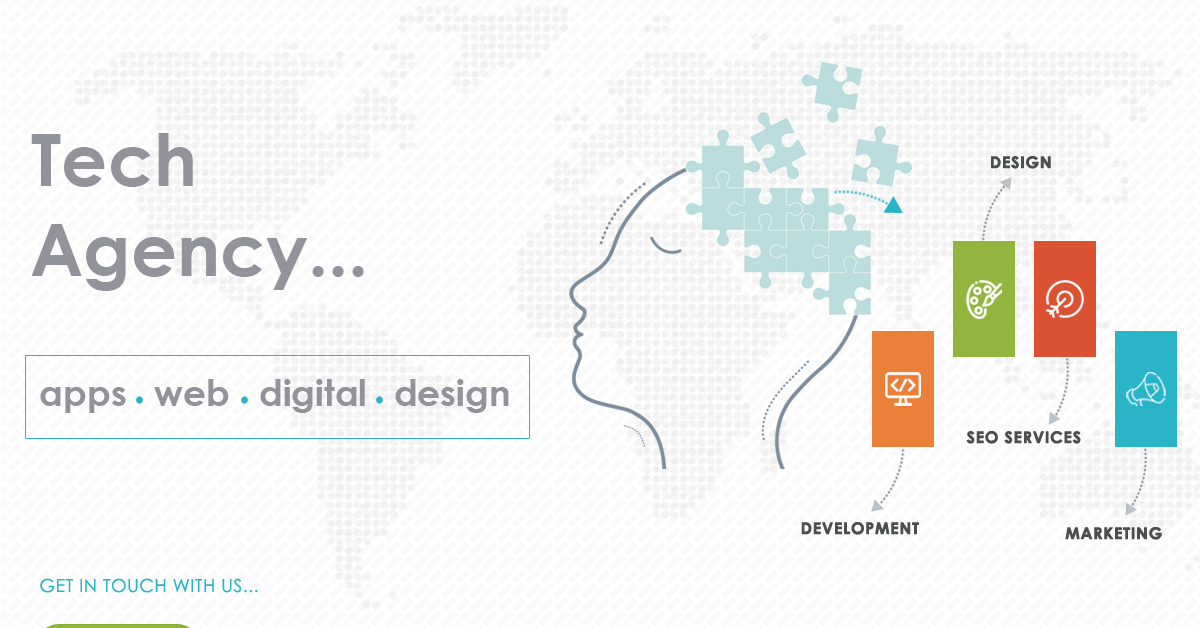 Tech
Agency...
apps . web . digital . design
GET IN TOUCH WITH US...
DESIGN
SEO SERVICES
DEVELOPMENT
MARKETING